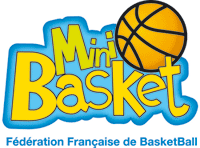 Mini
Basket
Fédération Française de BasketBall